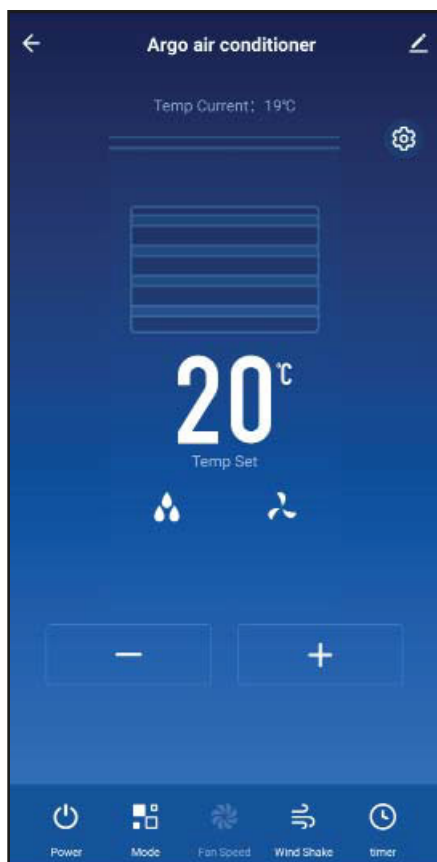 Argo air conditioner
Temp Current: 19℃
20℃
Temp Set
Power
Mode
Fan Speed
Wind Shake
timer